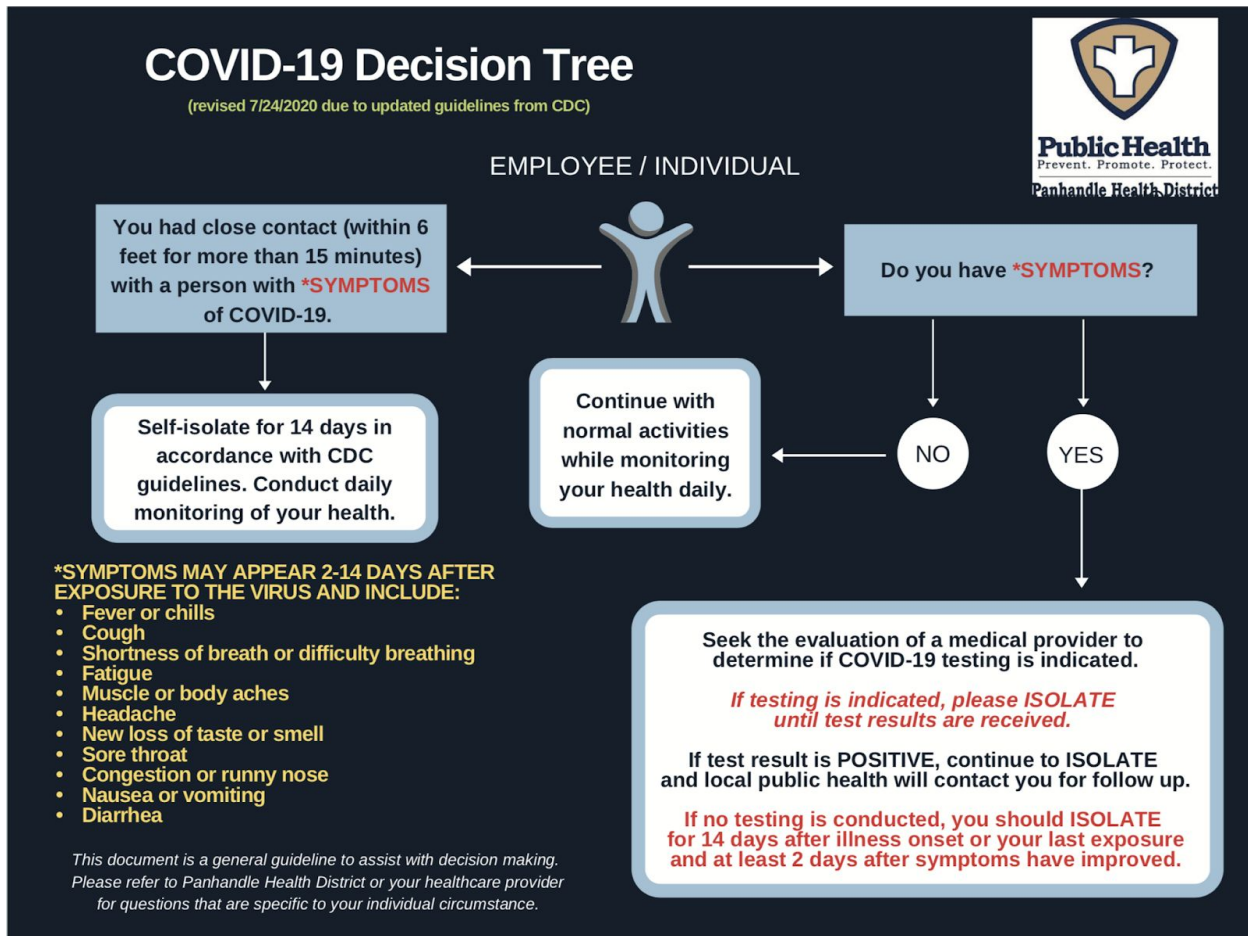 COVID-19 Decision Tree
(revised 7/24/2020 due to updated guidelines from CDC)
Public Health
Prevent. Promote. Protect.
Panhandle Health District
EMPLOYEE / INDIVIDUAL
You had close contact (within 6
feet for more than 15 minutes)
with a person with *SYMPTOMS
of COVID-19.
Do you have *SYMPTOMS?
Self-isolate for 14 days in
accordance with CDC
guidelines. Conduct daily
monitoring of your health.
Continue with
normal activities
while monitoring
your health daily.
NO
YES
*SYMPTOMS MAY APPEAR 2-14 DAYS AFTER
EXPOSURE TO THE VIRUS AND INCLUDE:
• Fever or chills
• Cough
• Shortness of breath or difficulty breathing
• Fatigue
• Muscle or body aches
• Headache
• New loss of taste or smell
• Sore throat
• Congestion or runny nose
• Nausea or vomiting
• Diarrhea
This document is a general guideline to assist with decision making.
Please refer to Panhandle Health District or your healthcare provider
for questions that are specific to your individual circumstance.
Seek the evaluation of a medical provider to
determine if COVID-19 testing is indicated.
If testing is indicated, please ISOLATE
until test results are received.
If test result is POSITIVE, continue to ISOLATE
and local public health will contact you for follow up.
If no testing is conducted, you should ISOLATE
for 14 days after illness onset or your last exposure
and at least 2 days after symptoms have improved.